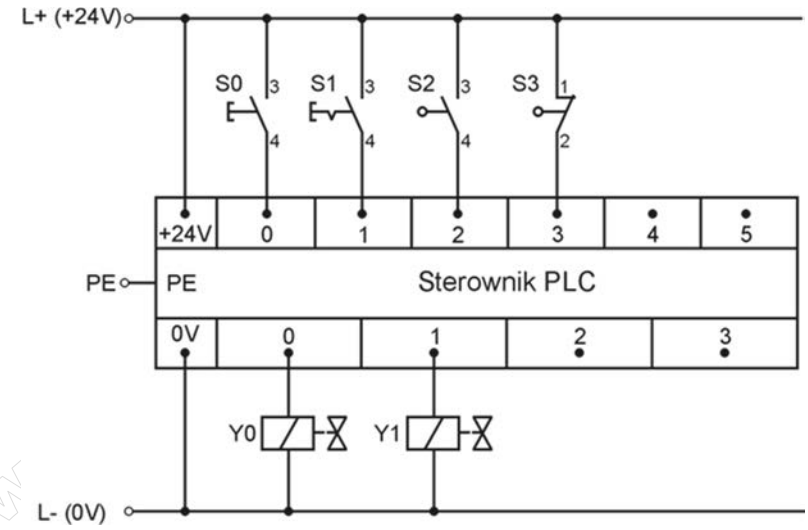 L+ (+24V)
S0 3 S1 3 S2 3 S3 1
4 4 4 2
+24V 0 1 2 3 4 5
PE PE Sterownik PLC
0V 0 1 2 3
Y0 Y1
L- (0V)